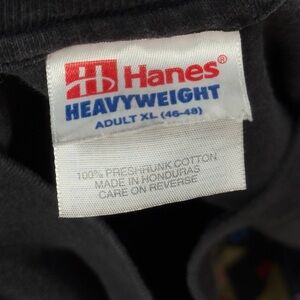 Hanes®
HEAVYWEIGHT
ADULT XL (46-48)
100% PRESHRUNK COTTON
MADE IN HONDURAS
CARE ON REVERSE